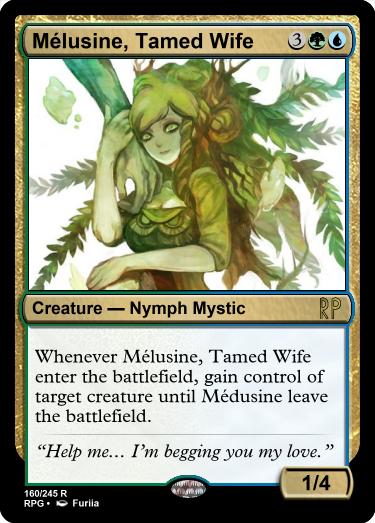 Mélusine, Tamed Wife 3
Creature — Nymph Mystic RP
Whenever Mélusine, Tamed Wife
enter the battlefield, gain control of
target creature until Médusine leave
the battlefield.
“Help me... I’m begging you my love.”
1/4
160/245 R
RPG • Furiia